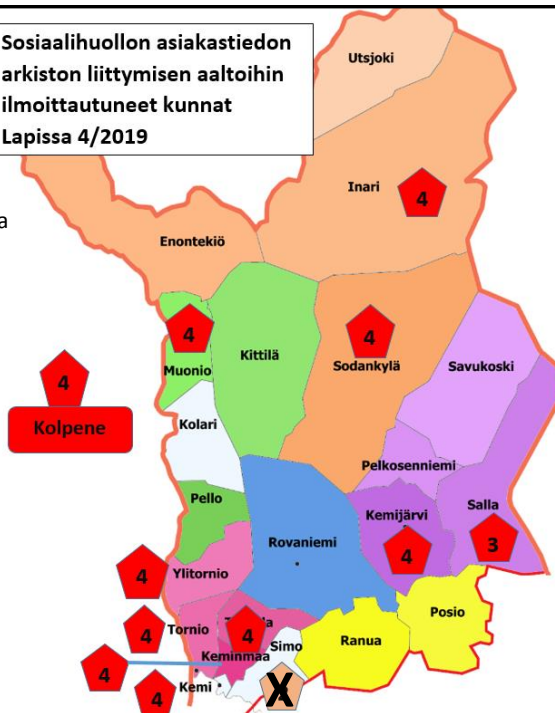 Sosiaalihuollon asiakastiedon
arkiston liittymisen aaltoihin
ilmoittautuneet kunnat
Lapissa 4/2019
a
Utsjoki
Inari
4
Enontekiö
4
Muonio
Kittilä
4
Sodankylä
Savukoski
4
Kolpene
Kolari
Pelkosenniemi
Pello
Kemijärvi
4
Salla
3
Rovaniemi
4
Ylitornio
4
Tornio
4
Simo
Keminmaa
Ranua
Posio
4
Kemi
4
X